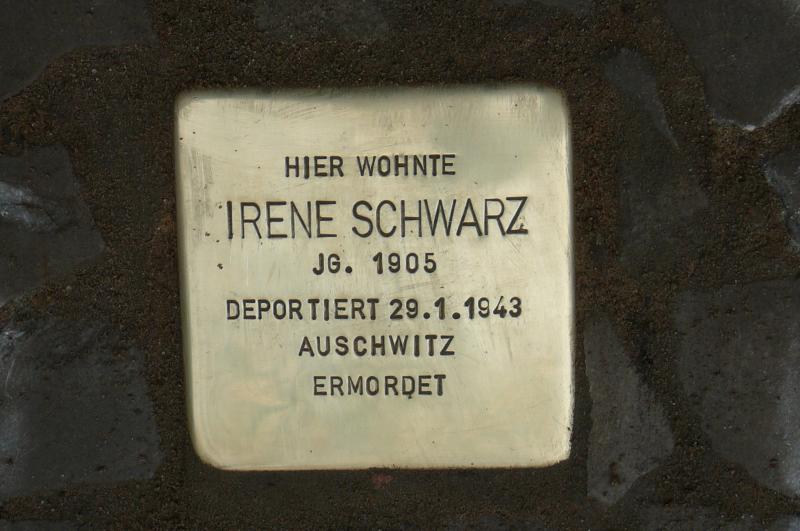 HIER WOHNTE
IRENE SCHWARZ
JG. 1905
DEPORTIERT 29.1.1943
AUSCHWITZ
ERMORDET